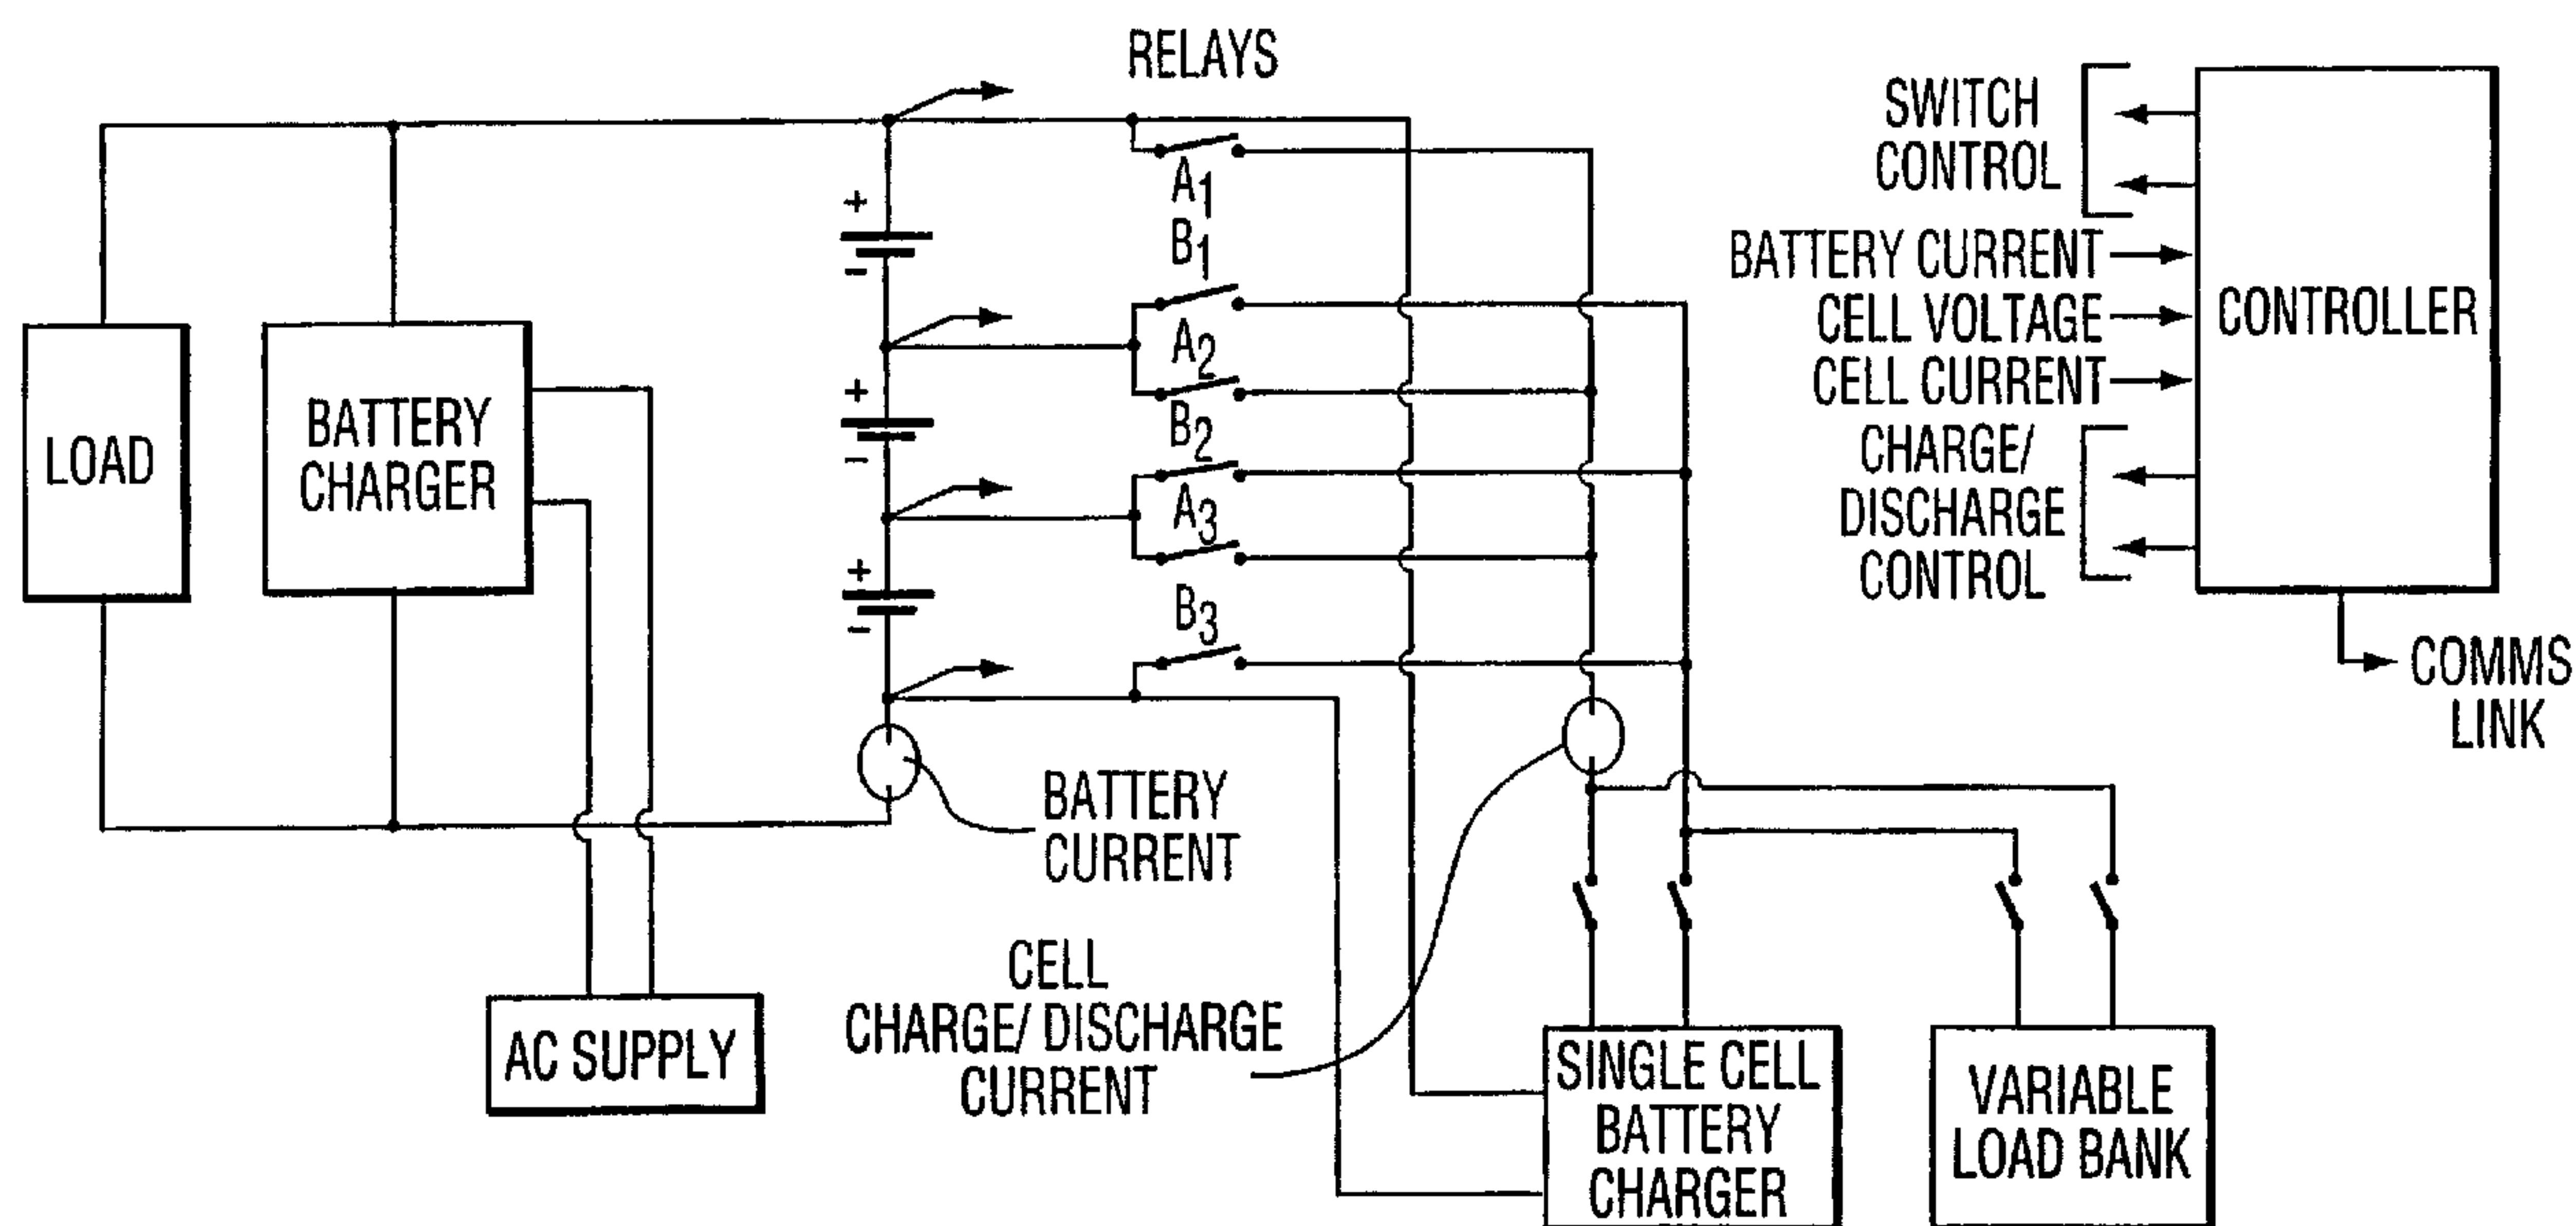 RELAYS
A1
B1
A2
B2
A3
B3
+
-
+
-
+
-
LOAD
BATTERY
CHARGER
AC SUPPLY
BATTERY
CURRENT
CELL
CHARGE/ DISCHARGE
CURRENT
SINGLE CELL
BATTERY
CHARGER
VARIABLE
LOAD BANK
SWITCH
CONTROL
BATTERY CURRENT
CELL VOLTAGE
CELL CURRENT
CHARGE/
DISCHARGE
CONTROL
CONTROLLER
COMMS
LINK